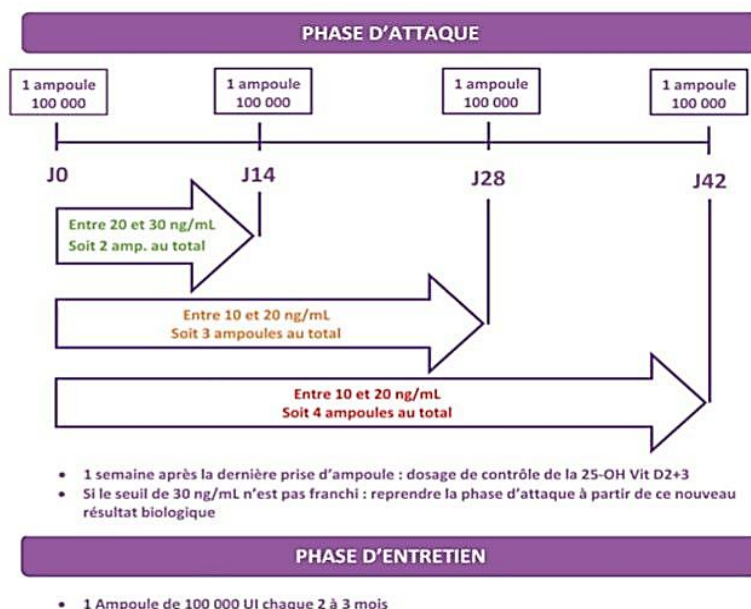 PHASE D'ATTAQUE
1 ampoule
100 000
1 ampoule
100 000
1 ampoule
100 000
1 ampoule
100 000
J0
J14
J28
J42
Entre 20 et 30 ng/mL
Soit 2 amp. au total
Entre 10 et 20 ng/mL
Soit 3 ampoules au total
Entre 10 et 20 ng/mL
Soit 4 ampoules au total
• 1 semaine après la dernière prise d'ampoule : dosage de contrôle de la 25-OH Vit D2+3
• Si le seuil de 30 ng/mL n'est pas franchi : reprendre la phase d'attaque à partir de ce nouveau
résultat biologique
PHASE D'ENTRETIEN
• 1 Ampoule de 100 000 UI chaque 2 à 3 mois